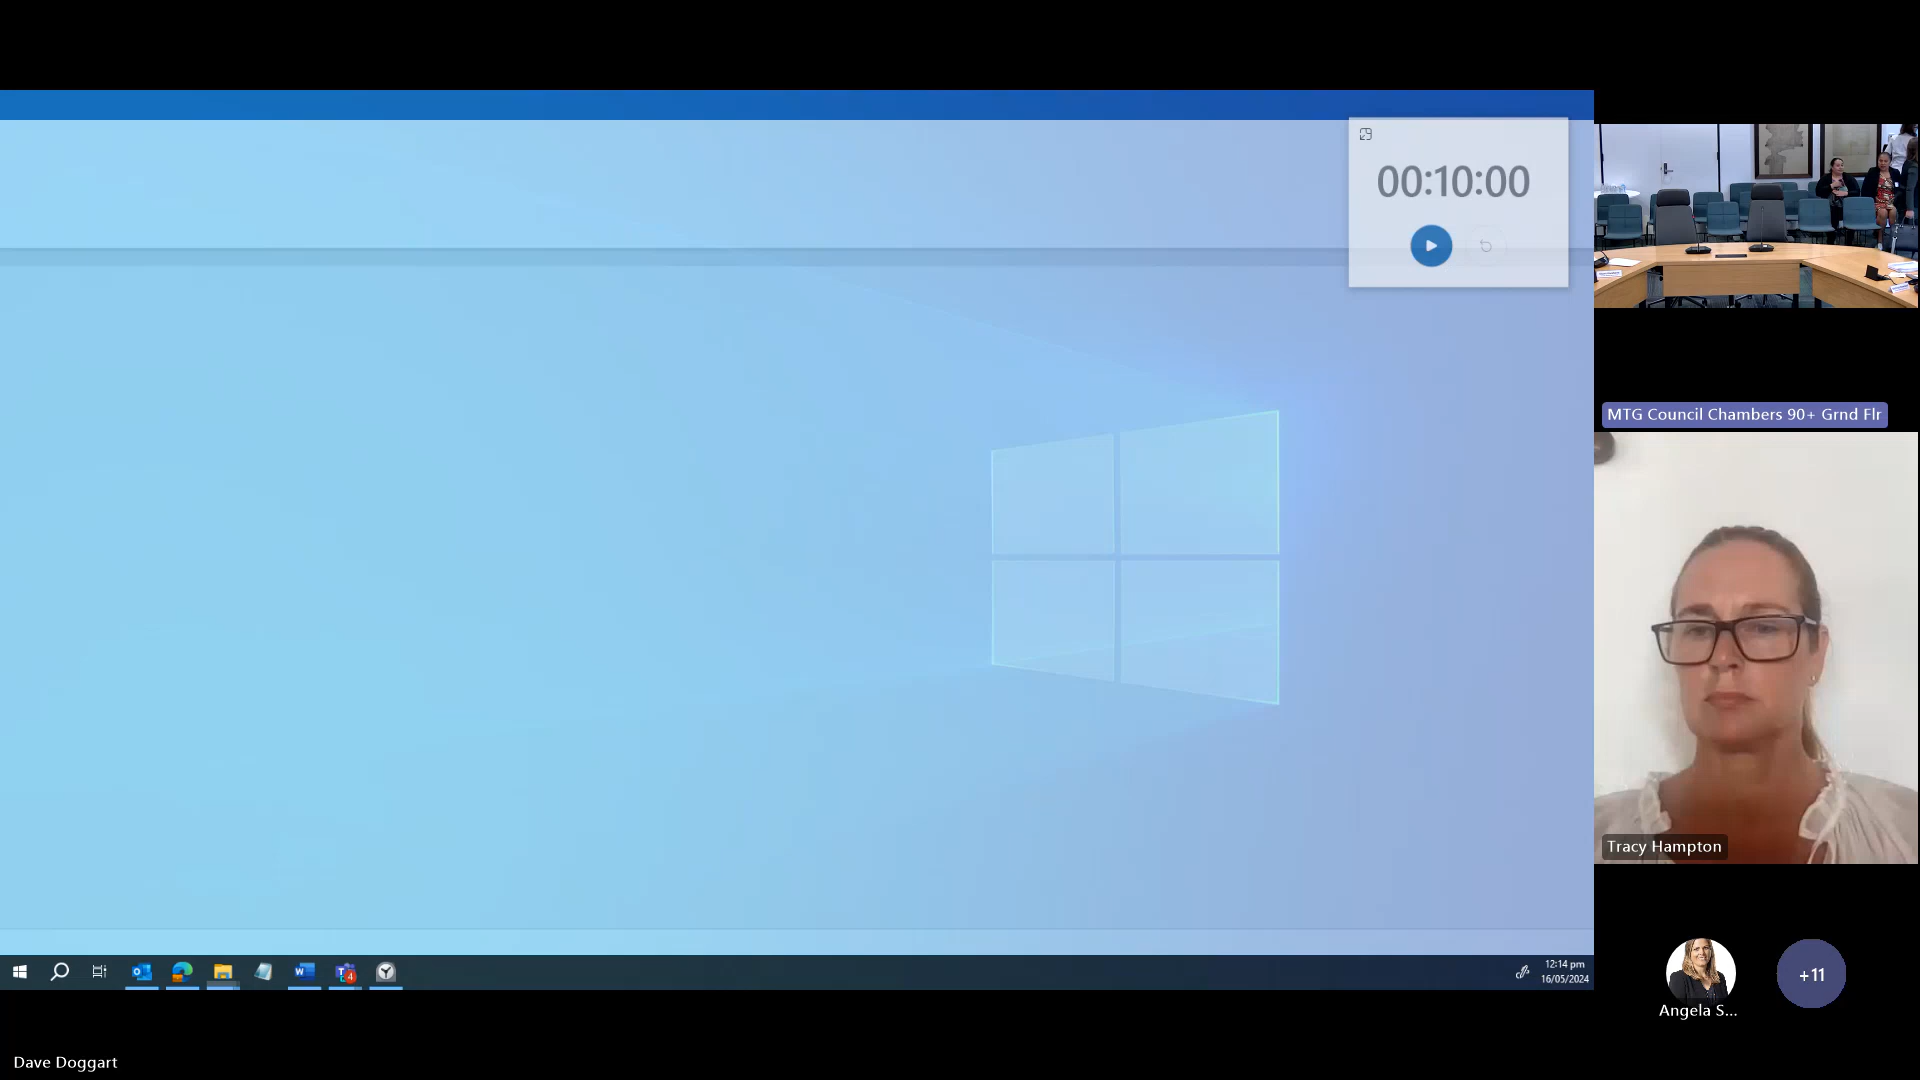 00:10:00
MTG Council Chambers 90+ Grnd Flr
Tracy Hampton
4
12:14 pm
16/05/2024
+11
Angela S...
Dave Doggart